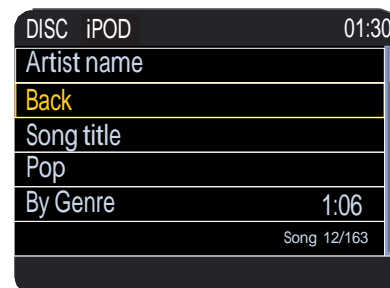 DISC iPOD 01:30
Artist name
Back
Song title
Pop
By Genre 1:06
Song 12/163